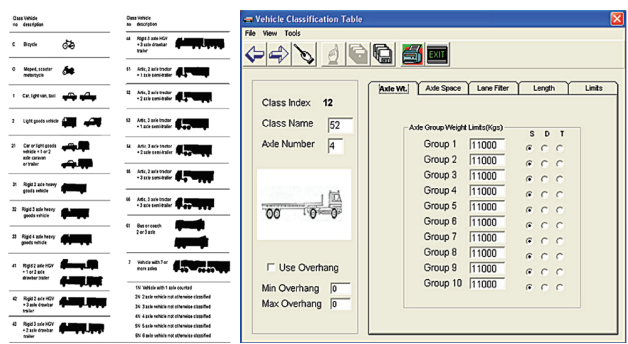 Class Vehicle
no description
C Bicycle
0 Moped, scooter
motorcycle
1 Car, light van, taxi
2 Light goods vehicle
21 Car or light goods
vehicle + 1 or 2
axle caravan
or trailer
31 Rigid 2 axle heavy
goods vehicle
32 Rigid 3 axle heavy
goods vehicle
33 Rigid 4 axle heavy
goods vehicle
41 Rigid 2 axle HGV
+ 1 or 2 axle
drawbar trailer
42 Rigid 2 axle HGV
+ 3 axle drawbar
trailer
43 Rigid 3 axle HGV
+ 2 axle drawbar
trailer
Class Vehicle
no description
44 Rigid 3 axle HGV
+ 3 axle drawbar
trailer
51 Artic, 2 axle tractor
+ 1 axle semi-trailer
52 Artic, 2 axle tractor
+ 2 axle semi-trailer
53 Artic, 3 axle tractor
+ 1 axle semi-trailer
54 Artic, 3 axle tractor
+ 2 axle semi-trailer
Artic, 2 axle tractor
+ 3 axle semi-trailer
Artic, 3 axle tractor
+ 3 axle semi-trailer
61 Bus or coach
2 or 3 axle
7 Vehicle with 7 or
more axles
1N Vehicle with 1 axle counted
2N 2 axle vehicle not otherwise classified
3N 3 axle vehicle not otherwise classified
4N 4 axle vehicle not otherwise classified
5N 5 axle vehicle not otherwise classified
6N 6 axle vehicle not otherwise classified
Vehicle Classification Table
File View Tools
EXIT
Class Index 12
Class Name 52
Axle Number 4
Use Overhang
Min Overhang 0
Max Overhang 0
Axle Wt. Axle Space Lane Filter Length Limits
Axle Group Weight Limits(Kgs)
S D T
Group 1 11000
Group 2 11000
Group 3 11000
Group 4 11000
Group 5 11000
Group 6 11000
Group 7 11000
Group 8 11000
Group 9 11000
Group 10 11000